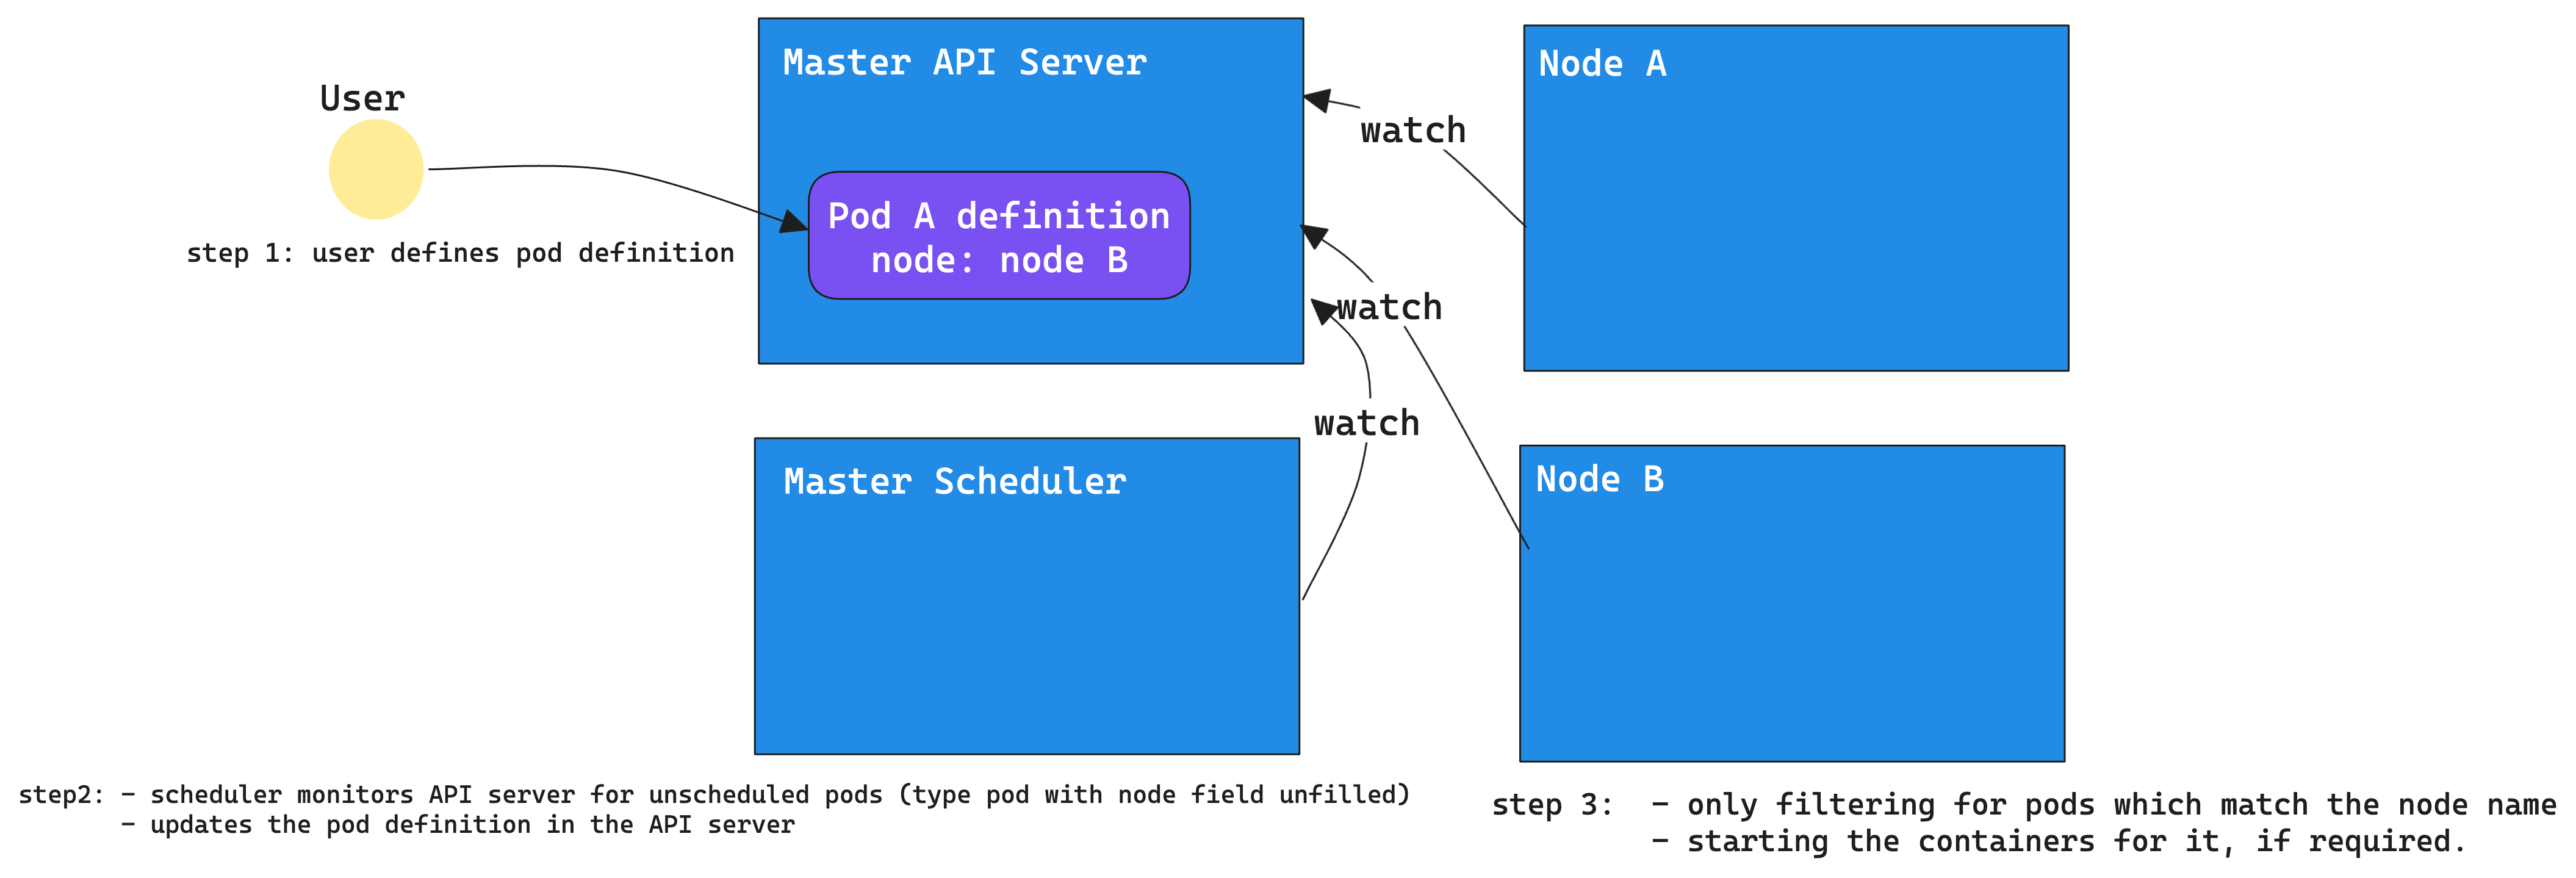 User
step 1: user defines pod definition
Master API Server
Pod A definition
node: node B
watch
Node A
watch
watch
Master Scheduler
Node B
step2: - scheduler monitors API server for unscheduled pods (type pod with node field unfilled)
- updates the pod definition in the API server
step 3: - only filtering for pods which match the node name
- starting the containers for it, if required.